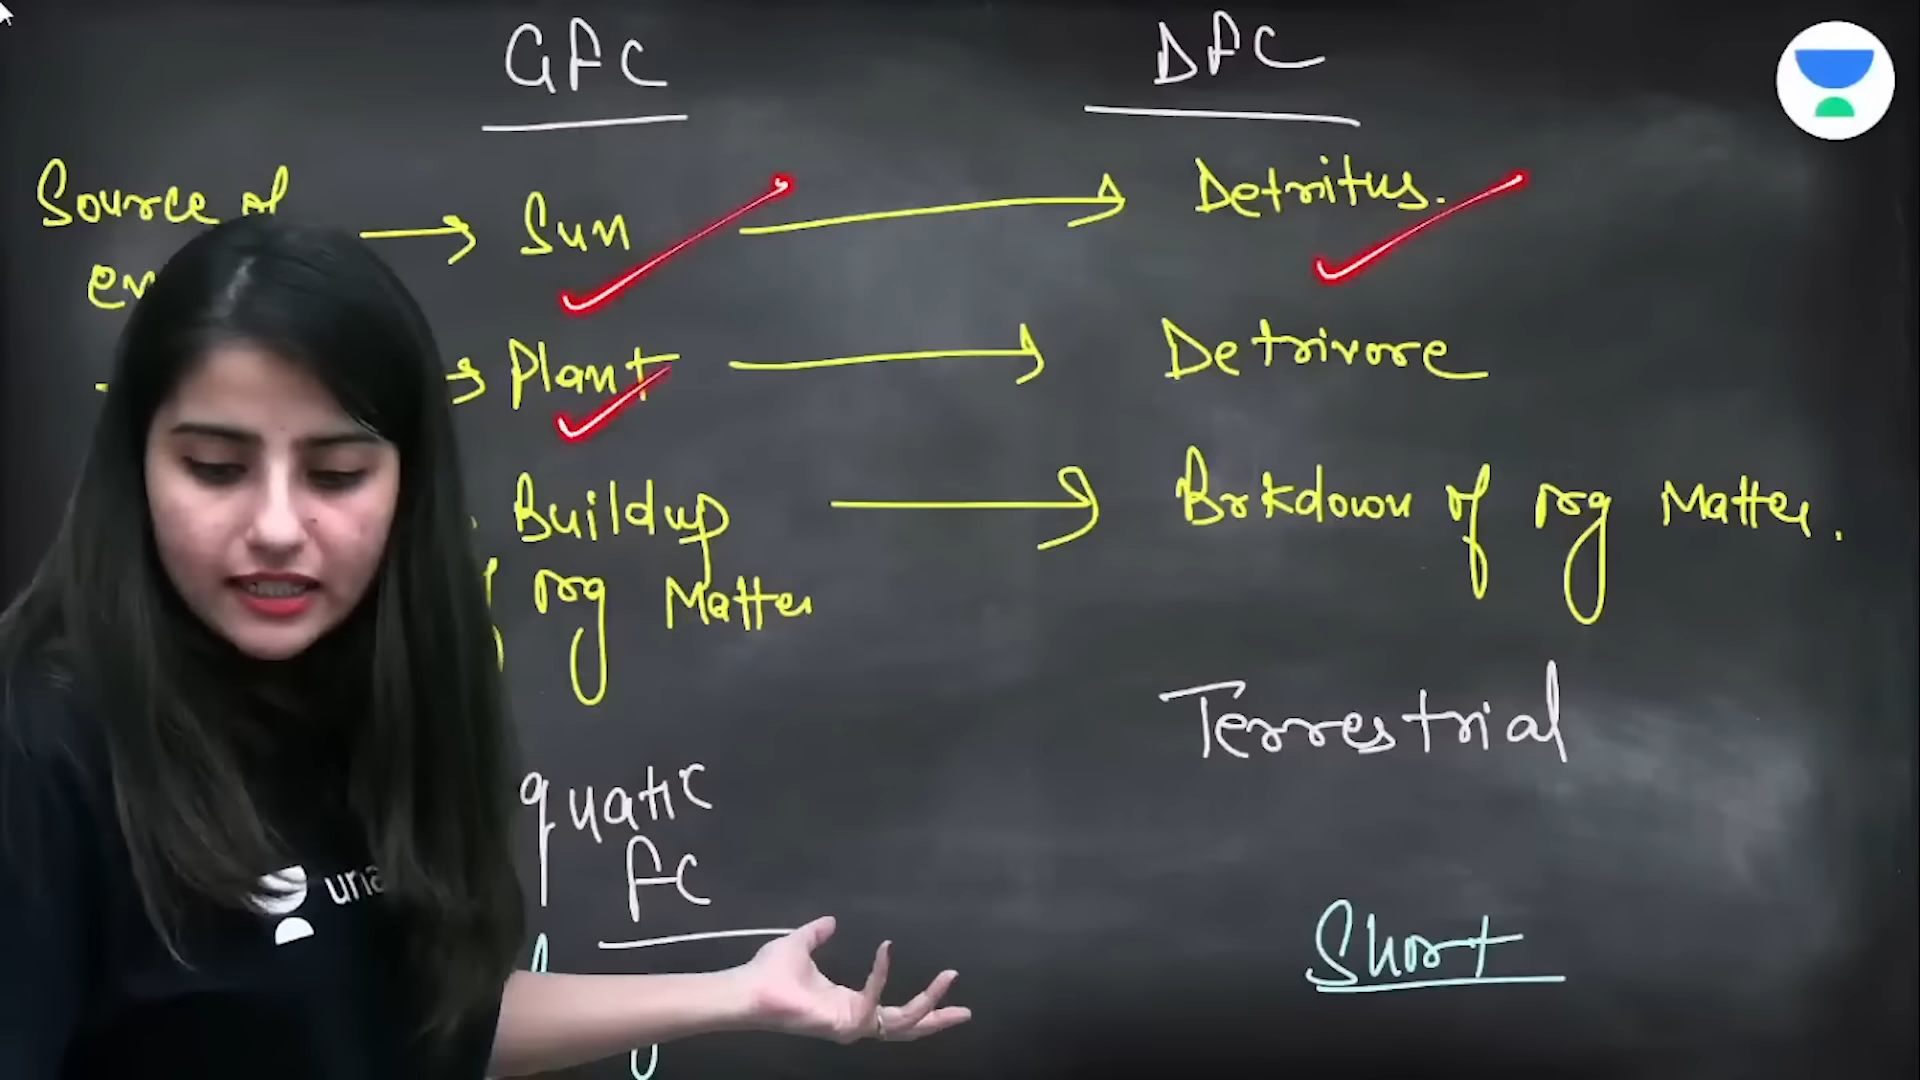 GFC DFC
Source of → Sun → Detritus.
→ Plant → Detrivore
Buildup → Brkdown of org Matter.
org Matter
Terrestrial
quatic
FC
Short
una